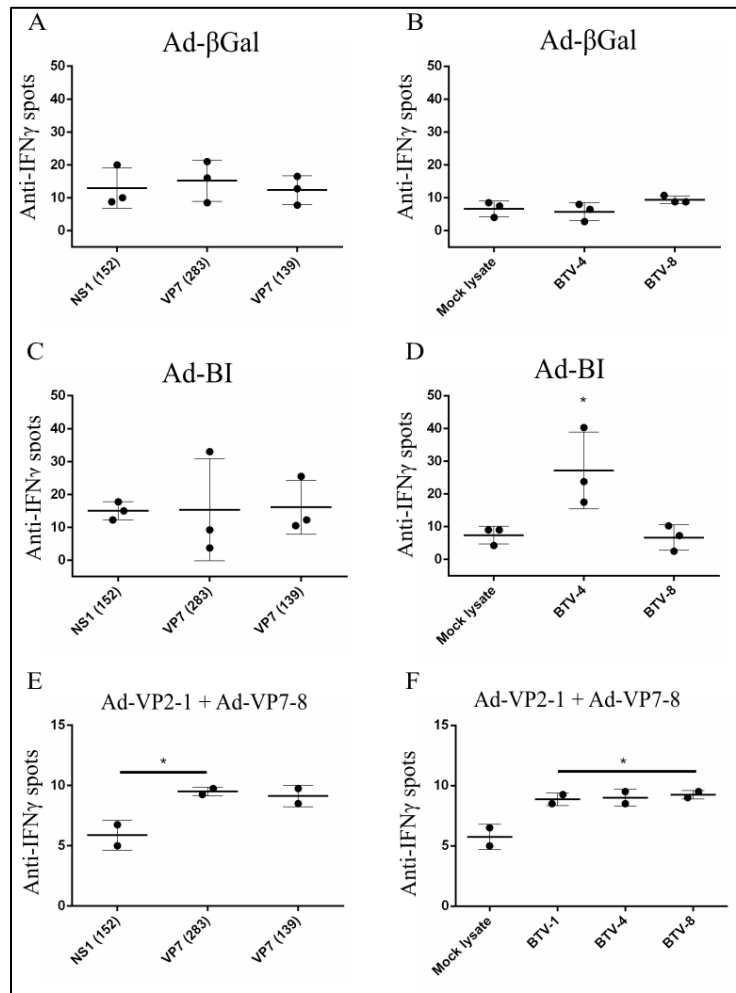 A
Ad-βGal
Anti-IFNγ spots
50
40
30
20
10
0
NS1 (152)
VP7 (283)
VP7 (139)
B
Ad-βGal
Anti-IFNγ spots
50
40
30
20
10
0
Mock lysate
BTV-4
BTV-8
C
Ad-BI
Anti-IFNγ spots
50
40
30
20
10
0
NS1 (152)
VP7 (283)
VP7 (139)
D
Ad-BI
Anti-IFNγ spots
50
40
30
20
10
0
*
Mock lysate
BTV-4
BTV-8
E
Ad-VP2-1 + Ad-VP7-8
Anti-IFNγ spots
15
10
5
0
*
NS1 (152)
VP7 (283)
VP7 (139)
F
Ad-VP2-1 + Ad-VP7-8
Anti-IFNγ spots
15
10
5
0
*
Mock lysate
BTV-1
BTV-4
BTV-8